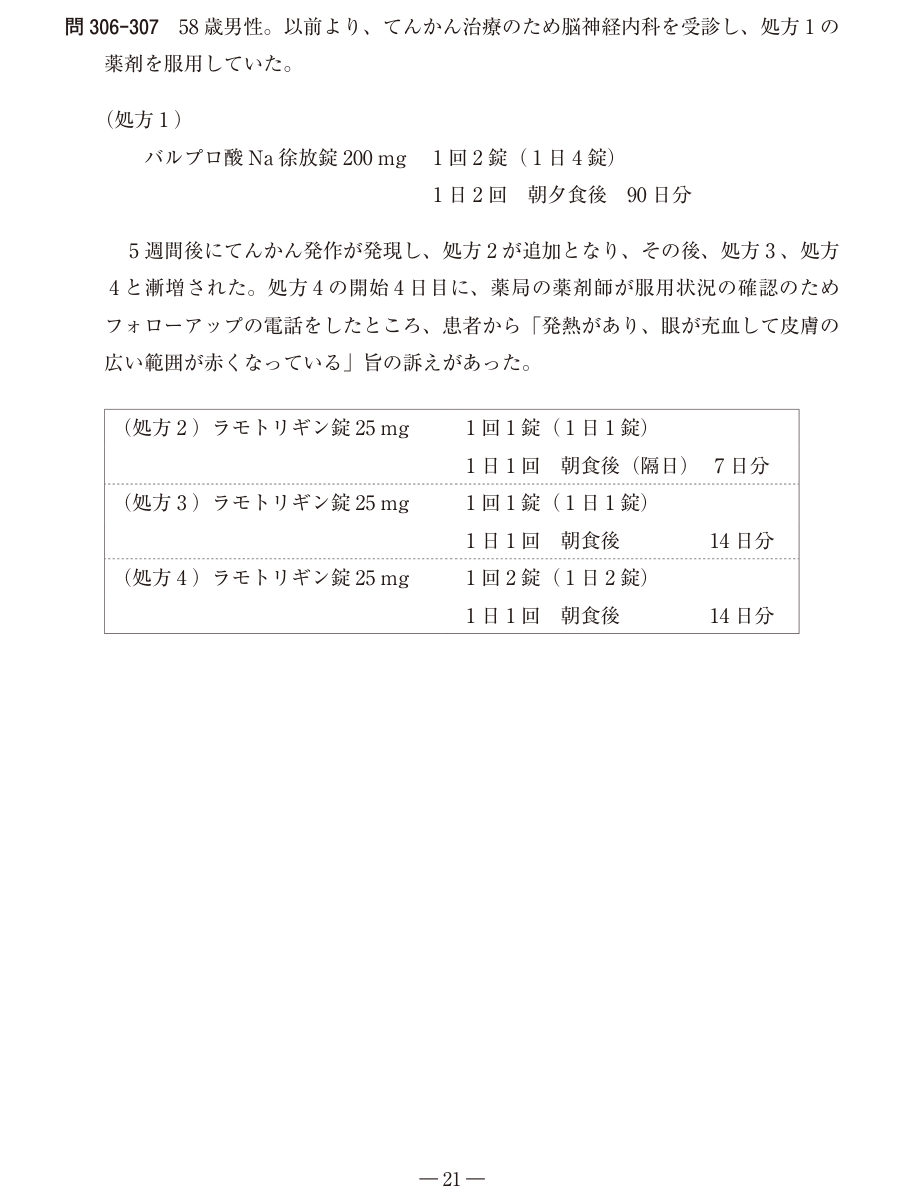 問 306-307　58 歳男性。以前より、てんかん治療のため脳神経内科を受診し、処方１の
薬剤を服用していた。
（処方１）
バルプロ酸 Na 徐放錠 200 mg　１回２錠（１日４錠）
１日２回　朝夕食後　90 日分
５週間後にてんかん発作が発現し、処方２が追加となり、その後、処方３、処方
４と漸増された。処方４の開始４日目に、薬局の薬剤師が服用状況の確認のため
フォローアップの電話をしたところ、患者から「発熱があり、眼が充血して皮膚の
広い範囲が赤くなっている」旨の訴えがあった。
（処方２）ラモトリギン錠 25 mg　１回１錠（１日１錠）
１日１回　朝食後（隔日）　７日分
（処方３）ラモトリギン錠 25 mg　１回１錠（１日１錠）
１日１回　朝食後　14 日分
（処方４）ラモトリギン錠 25 mg　１回２錠（１日２錠）
１日１回　朝食後　14 日分
― 21 ―